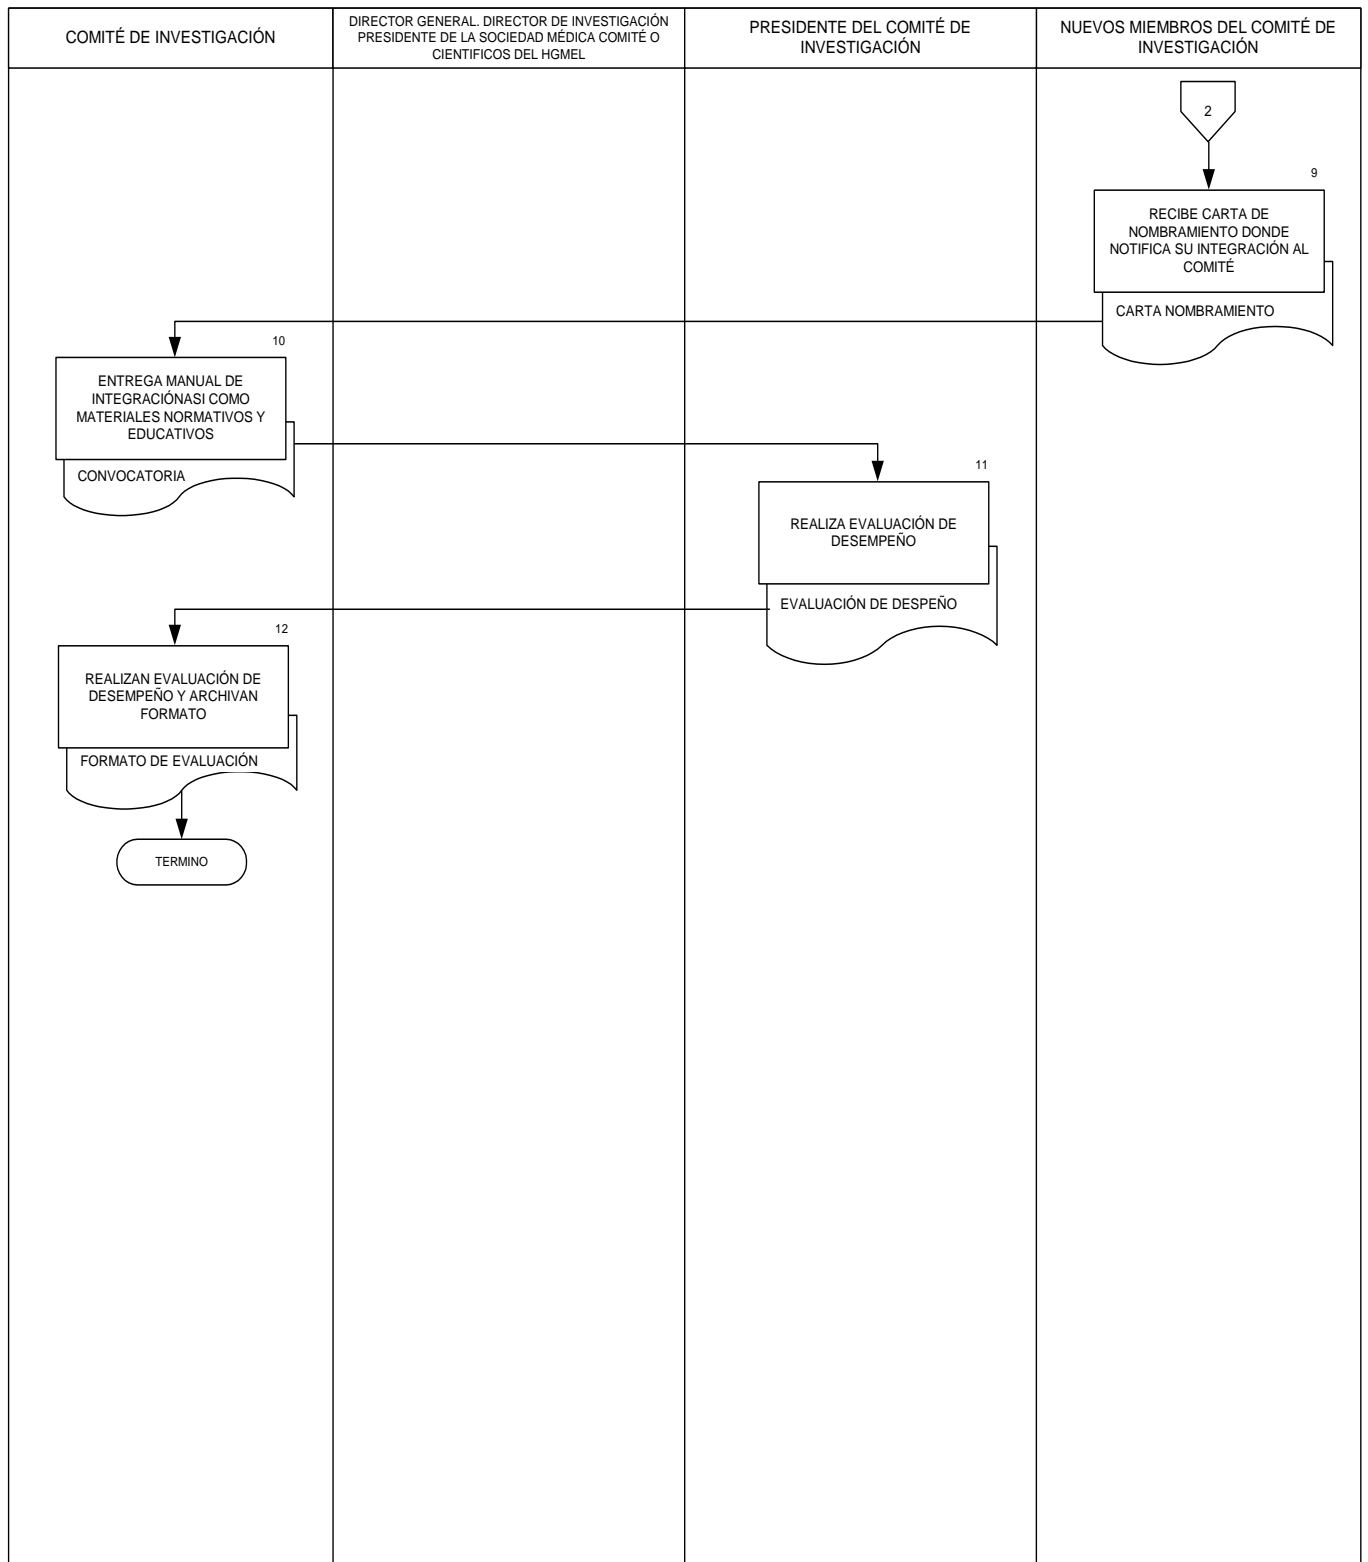 COMITÉ DE INVESTIGACIÓN
DIRECTOR GENERAL. DIRECTOR DE INVESTIGACIÓN
PRESIDENTE DE LA SOCIEDAD MÉDICA COMITÉ O
CIENTIFICOS DEL HGMEL
PRESIDENTE DEL COMITÉ DE
INVESTIGACIÓN
NUEVOS MIEMBROS DEL COMITÉ DE
INVESTIGACIÓN
2
9
RECIBE CARTA DE
NOMBRAMIENTO DONDE
NOTIFICA SU INTEGRACIÓN AL
COMITÉ
CARTA NOMBRAMIENTO
10
ENTREGA MANUAL DE
INTEGRACIÓNASI COMO
MATERIALES NORMATIVOS Y
EDUCATIVOS
CONVOCATORIA
11
REALIZA EVALUACIÓN DE
DESEMPEÑO
EVALUACIÓN DE DESPEÑO
12
REALIZAN EVALUACIÓN DE
DESEMPEÑO Y ARCHIVAN
FORMATO
FORMATO DE EVALUACIÓN
TERMINO